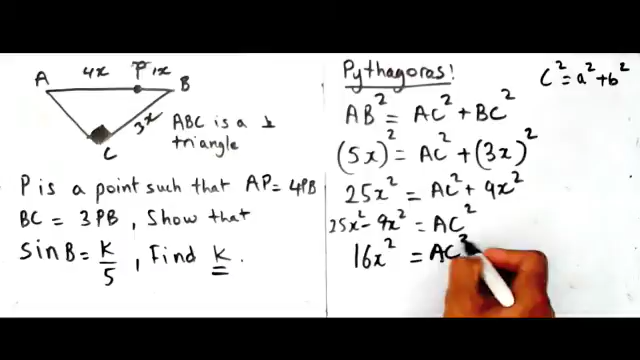 4x P 1x
A B
3x
C
ABC is a ⊥
triangle
P is a point such that AP = 4PB
BC = 3PB, Show that
Sin B = K/5, Find K.
Pythagoras!
C² = a² + b²
AB² = AC² + BC²
(5x)² = AC² + (3x)²
25x² = AC² + 9x²
25x² - 9x² = AC²
16x² = AC²